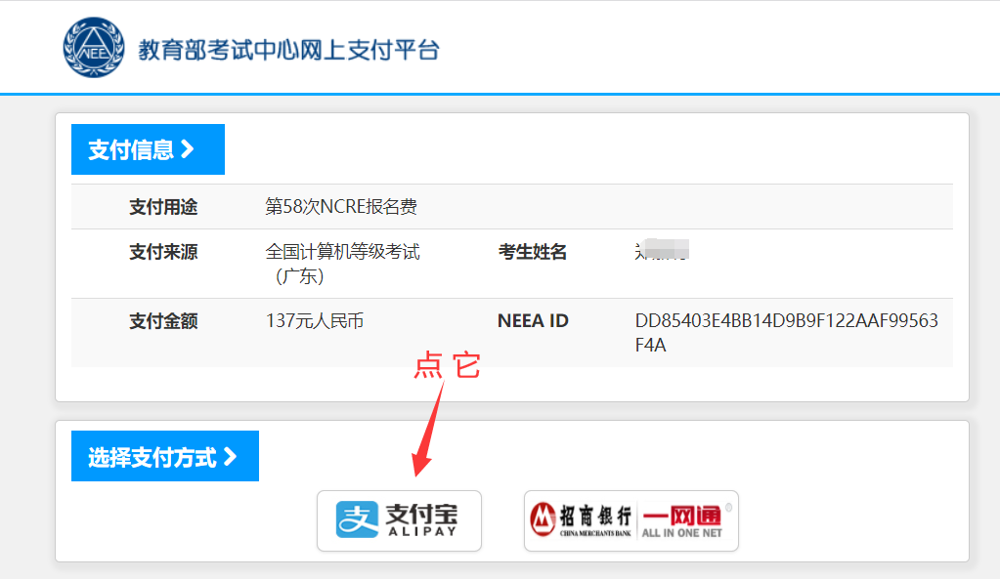 NEE
教育部考试中心网上支付平台
支付信息
支付用途 第58次NCRE报名费
支付来源 全国计算机等级考试 考生姓名
（广东）
支付金额 137元人民币 NEEA ID DD85403E4BB14D9B9F122AAF99563
F4A
点它
选择支付方式
支 支付宝 招商银行 一网通 ®
ALIPAY CHINA MERCHANTS BANK ALL IN ONE NET